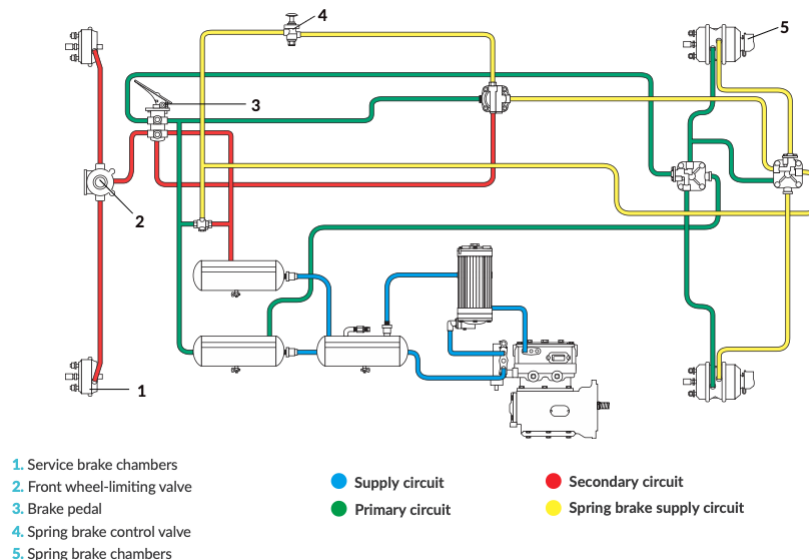 4
5
3
2
1
1. Service brake chambers
2. Front wheel-limiting valve
3. Brake pedal
4. Spring brake control valve
5. Spring brake chambers
Supply circuit
Primary circuit
Secondary circuit
Spring brake supply circuit